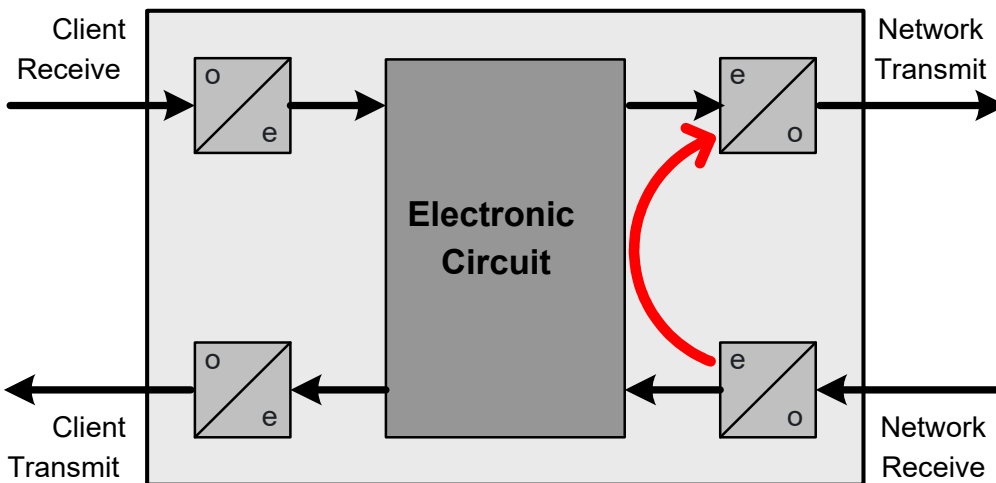 Client
Receive
Network
Transmit
o
e
e
o
Electronic
Circuit
o
e
e
o
Client
Transmit
Network
Receive